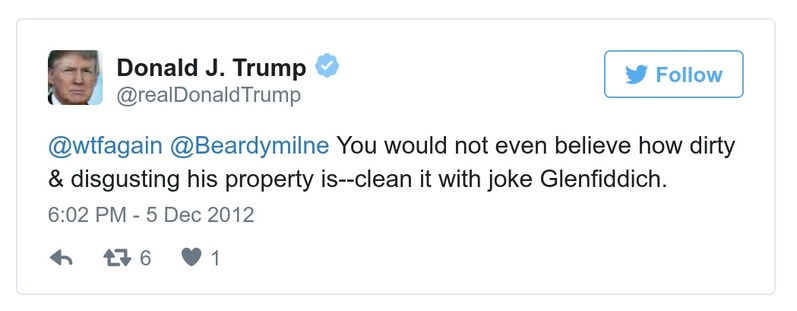 Donald J. Trump
Follow
@realDonaldTrump
@wtfagain @Beardymilne You would not even believe how dirty
& disgusting his property is--clean it with joke Glenfiddich.
6:02 PM - 5 Dec 2012
6 1